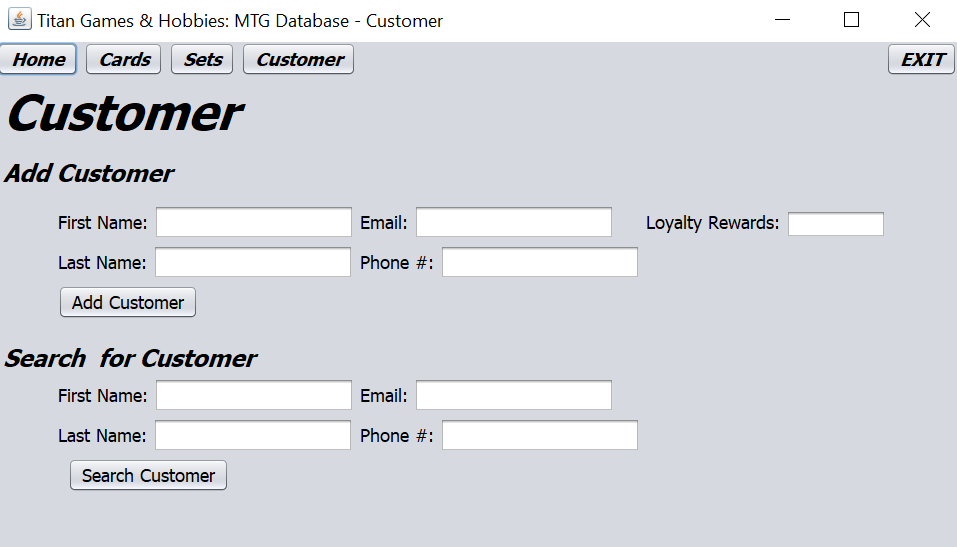 Titan Games & Hobbies: MTG Database - Customer
Home Cards Sets Customer EXIT
Customer
Add Customer
First Name: Email: Loyalty Rewards:
Last Name: Phone #:
Add Customer
Search for Customer
First Name: Email:
Last Name: Phone #:
Search Customer